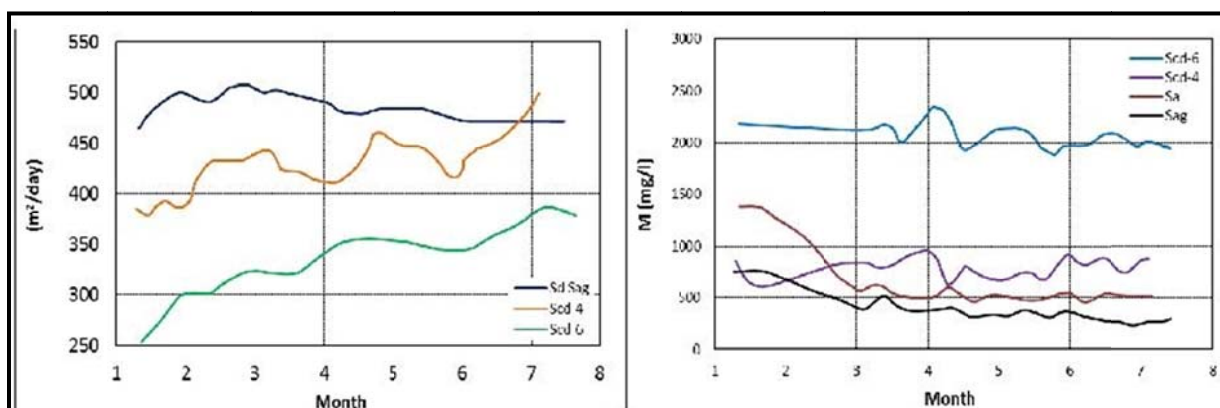 550
500
450
400
350
300
250
(m²/day)
Sd Sag
Scd 4
Scd 6
1 2 3 4 5 6 7 8
Month
3000
2500
2000
1500
1000
500
0
M (mg/l)
Scd-6
Scd-4
Sa
Sag
1 2 3 4 5 6 7 8
Month